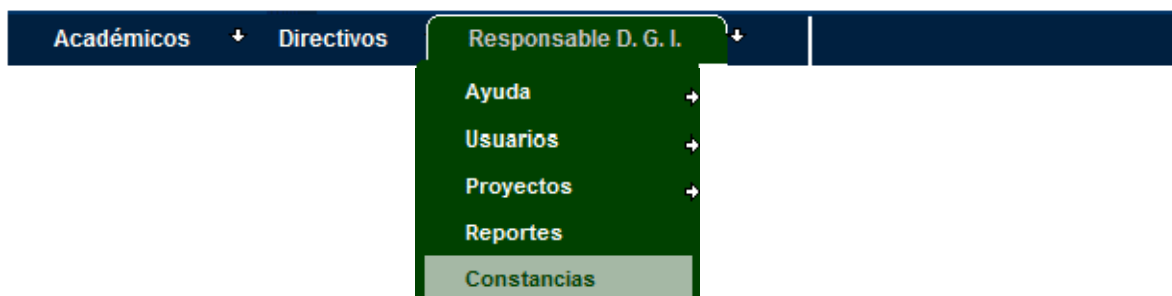 Académicos Directivos Responsable D. G. I.
Ayuda
Usuarios
Proyectos
Reportes
Constancias